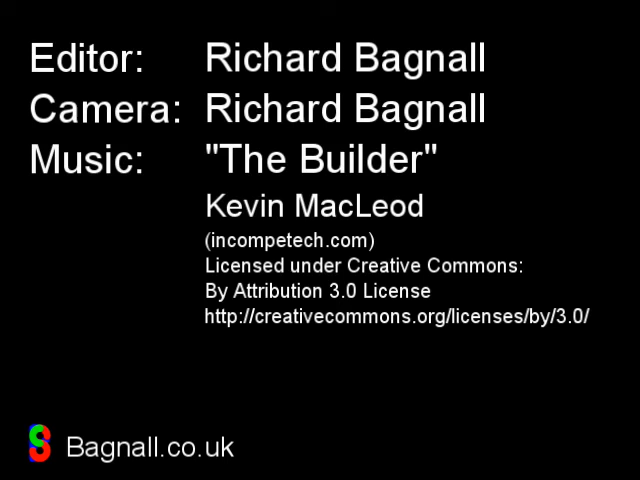 Editor: Richard Bagnall
Camera: Richard Bagnall
Music: "The Builder"
Kevin MacLeod
(incompetech.com)
Licensed under Creative Commons:
By Attribution 3.0 License
http://creativecommons.org/licenses/by/3.0/
Bagnall.co.uk